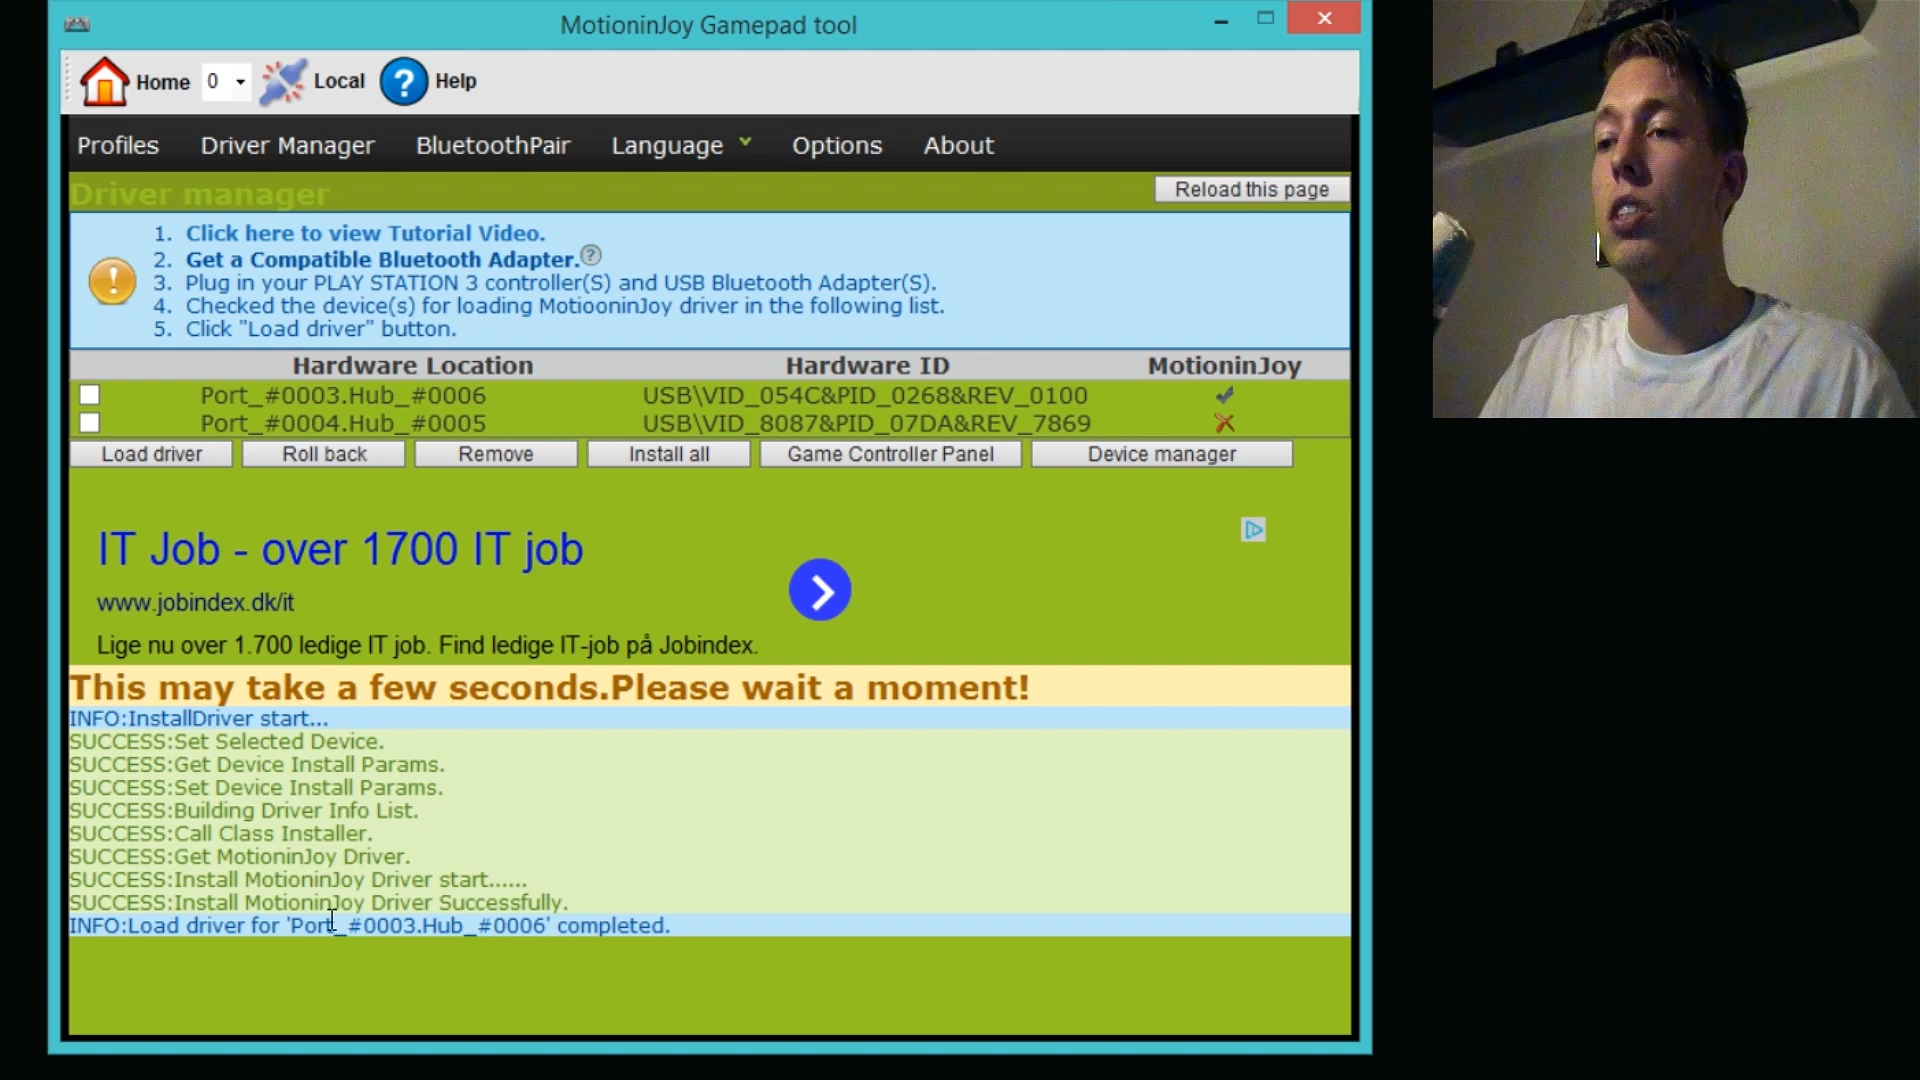 MotioninJoy Gamepad tool
Home 0 Local Help
Profiles Driver Manager BluetoothPair Language Options About
Driver manager Reload this page
1. Click here to view Tutorial Video.
2. Get a Compatible Bluetooth Adapter.
3. Plug in your PLAY STATION 3 controller(S) and USB Bluetooth Adapter(S).
4. Checked the device(s) for loading MotiooninJoy driver in the following list.
5. Click "Load driver" button.
Hardware Location Hardware ID MotioninJoy
Port_#0003.Hub_#0006 USB\VID_054C&PID_0268&REV_0100
Port_#0004.Hub_#0005 USB\VID_8087&PID_07DA&REV_7869
Load driver Roll back Remove Install all Game Controller Panel Device manager
IT Job - over 1700 IT job
www.jobindex.dk/it
Lige nu over 1.700 ledige IT job. Find ledige IT-job på Jobindex.
This may take a few seconds.Please wait a moment!
INFO:InstallDriver start...
SUCCESS:Set Selected Device.
SUCCESS:Get Device Install Params.
SUCCESS:Set Device Install Params.
SUCCESS:Building Driver Info List.
SUCCESS:Call Class Installer.
SUCCESS:Get MotioninJoy Driver.
SUCCESS:Install MotioninJoy Driver start......
SUCCESS:Install MotioninJoy Driver Successfully.
INFO:Load driver for 'Port_#0003.Hub_#0006' completed.